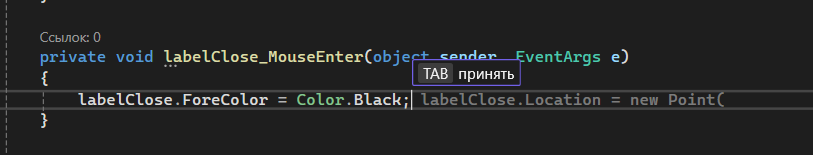 }
Ссылок: 0
private void labelClose_MouseEnter(object sender, EventArgs e)
TAB принять
{
labelClose.ForeColor = Color.Black; labelClose.Location = new Point(
}